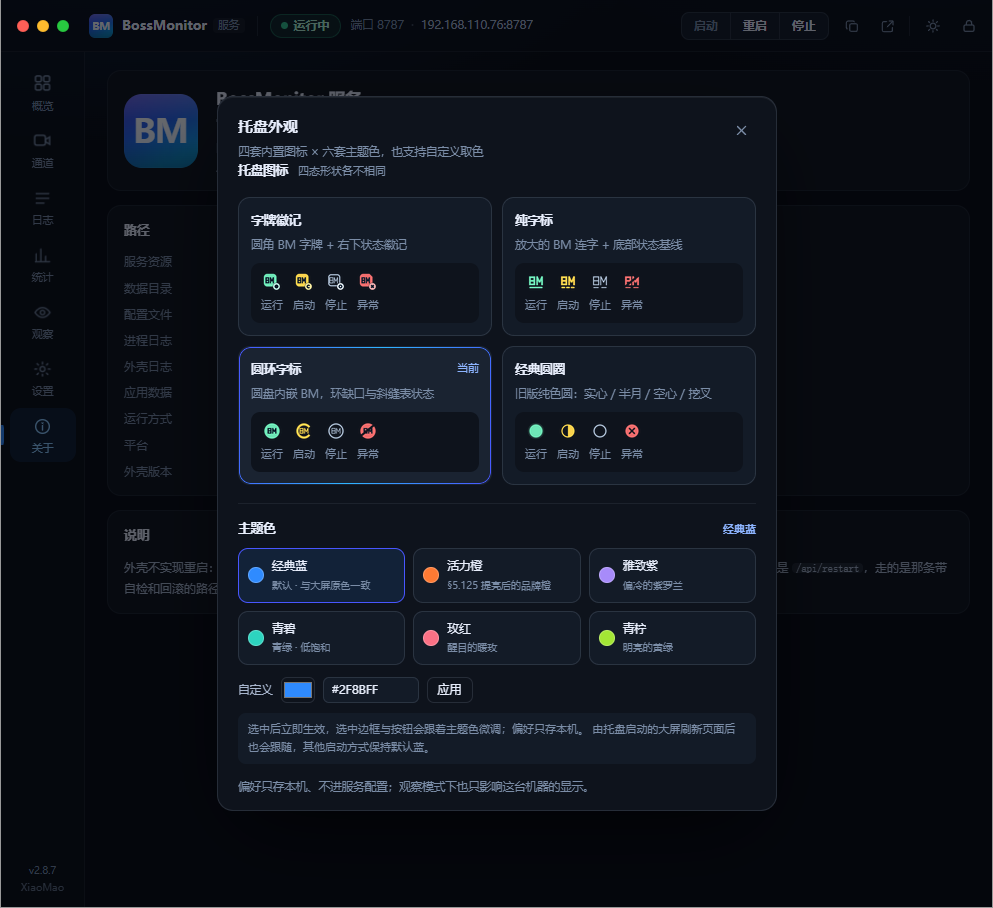 BM BossMonitor 服务 运行中 端口 8787 · 192.168.110.76:8787 启动 重启 停止
概览
通道
日志
统计
观察
设置
关于
v2.8.7
XiaoMao
BM
BossMonitor 服务
路径
服务资源
数据目录
配置文件
进程日志
外壳日志
应用数据
运行方式
平台
外壳版本
说明
外壳不实现重启:
是 /api/restart，走的是那条带
自检和回滚的路径
托盘外观
四套内置图标 × 六套主题色，也支持自定义取色
托盘图标 四态形状各不相同
字牌徽记
圆角 BM 字牌 + 右下状态徽记
运行 启动 停止 异常
纯字标
放大的 BM 连字 + 底部状态基线
运行 启动 停止 异常
圆环字标 当前
圆盘内嵌 BM，环缺口与斜缝表状态
运行 启动 停止 异常
经典圆圈
旧版纯色圆：实心 / 半月 / 空心 / 挖叉
运行 启动 停止 异常
主题色 经典蓝
经典蓝
默认 · 与大屏原色一致
活力橙
§5.125 提亮后的品牌橙
雅致紫
偏冷的紫罗兰
青碧
青绿 · 低饱和
玫红
醒目的暖玫
青柠
明亮的黄绿
自定义 #2F8BFF 应用
选中后立即生效，选中边框与按钮会跟着主题色微调；偏好只存本机。 由托盘启动的大屏刷新页面后
也会跟随，其他启动方式保持默认蓝。
偏好只存本机、不进服务配置；观察模式下也只影响这台机器的显示。